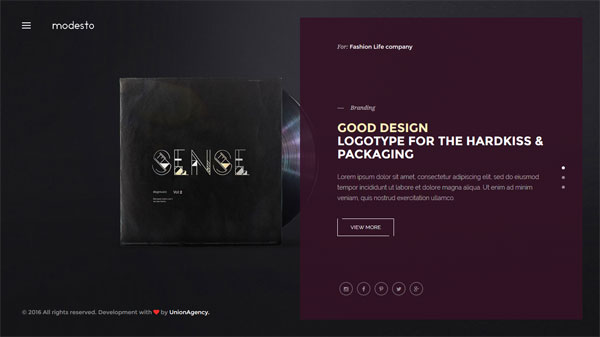 modesto
For: Fashion Life company
— Branding
GOOD DESIGN
LOGOTYPE FOR THE HARDKISS &
PACKAGING
Lorem ipsum dolor sit amet, consectetur adipiscing elit, sed do eiusmod
tempor incididunt ut labore et dolore magna aliqua. Ut enim ad minim
veniam, quis nostrud exercitation ullamco
VIEW MORE
SENSE
Vol 8
© 2016 All rights reserved. Development with ❤ by UnionAgency.